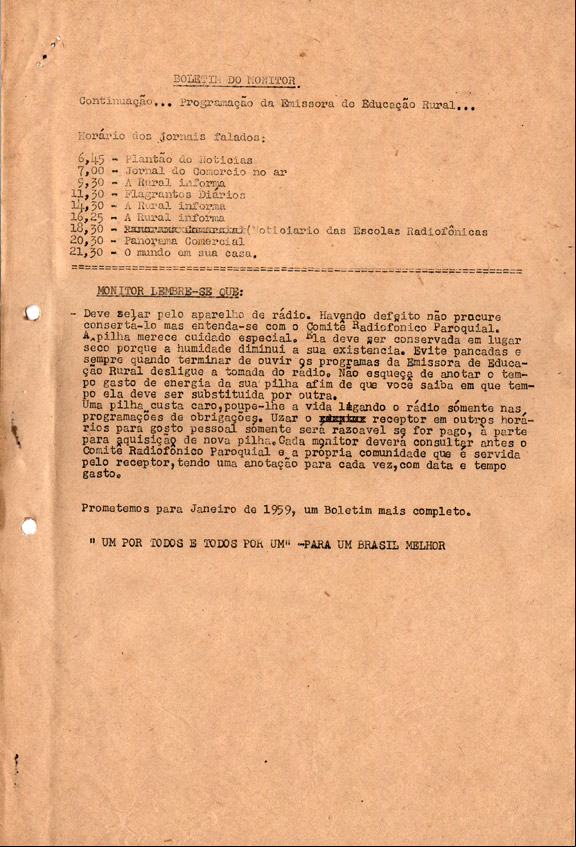 BOLETIM DO MONITOR.
Continuação... Programação da Emissora de Educação Rural...
Horário dos jornais falados:
6,45 - Plantão de Noticias
7,00 - Jornal do Comercio no ar
9,30 - A Rural informa
11,30 - Flagrantes Diários
14,30 - A Rural informa
16,25 - A Rural informa
18,30 - (Noticiario das Escolas Radiofônicas
20,30 - Panorama Comercial
21,30 - O mundo em sua casa.
MONITOR LEMBRE-SE QUE:
- Deve zelar pelo aparelho de rádio. Havendo defeito não procure
conserta-lo mas entenda-se com o Comitê Radiofonico Paroquial.
A pilha merece cuidado especial. Ela deve ser conservada em lugar
seco porque a humidade diminui a sua existencia. Evite pancadas e
sempre quando terminar de ouvir os programas da Emissora de Educa-
ção Rural desligue a tomada do rádio. Não esqueça de anotar o tem-
po gasto de energia da sua pilha afim de que voce saiba em que tem-
po ela deve ser substituida por outra.
Uma pilha custa caro,poupe-lhe a vida ligando o rádio sómente nas
programações de obrigações. Uzar o receptor em outros horá-
rios para gosto pessoal sómente será razoavel se for pago, à parte
para aquisição de nova pilha.Cada monitor devera consultar antes o
Comitê Radiofônico Paroquial e a própria comunidade que é servida
pelo receptor,tendo uma anotação para cada vez,com data e tempo
gasto.
Prometemos para Janeiro de 1959, um Boletim mais completo.
" UM POR TODOS E TODOS POR UM" -PARA UM BRASIL MELHOR